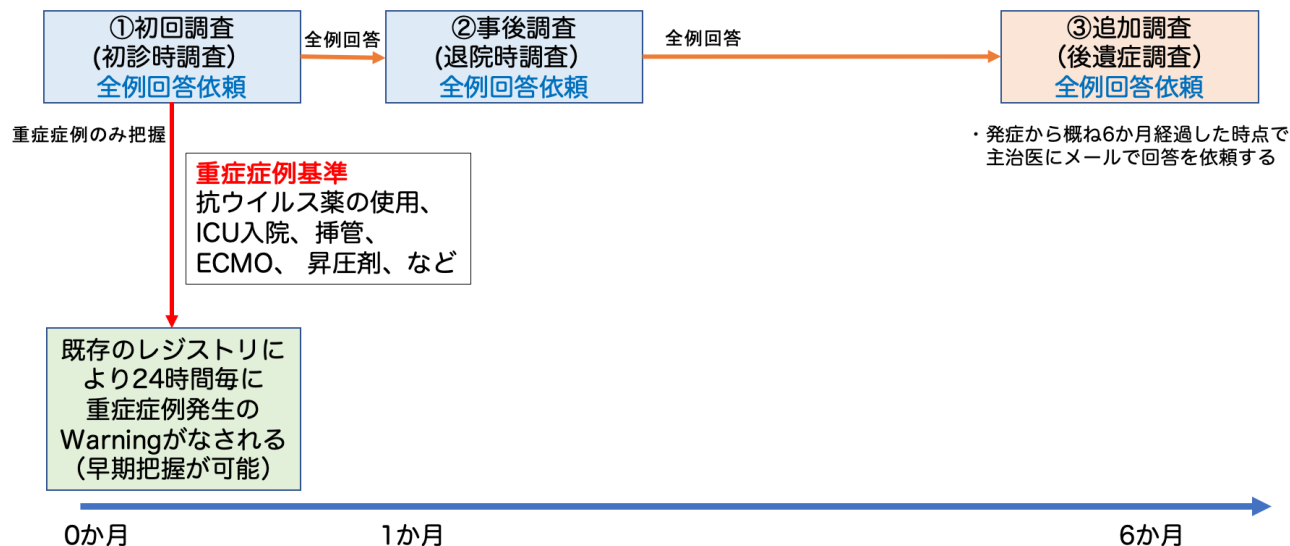 ①初回調査
(初診時調査)
全例回答依頼
全例回答
②事後調査
(退院時調査)
全例回答依頼
全例回答
③追加調査
(後遺症調査)
全例回答依頼
・発症から概ね6か月経過した時点で
主治医にメールで回答を依頼する
重症症例のみ把握
重症症例基準
抗ウイルス薬の使用、
ICU入院、挿管、
ECMO、 昇圧剤、など
既存のレジストリに
より24時間毎に
重症症例発生の
Warningがなされる
（早期把握が可能）
0か月
1か月
6か月